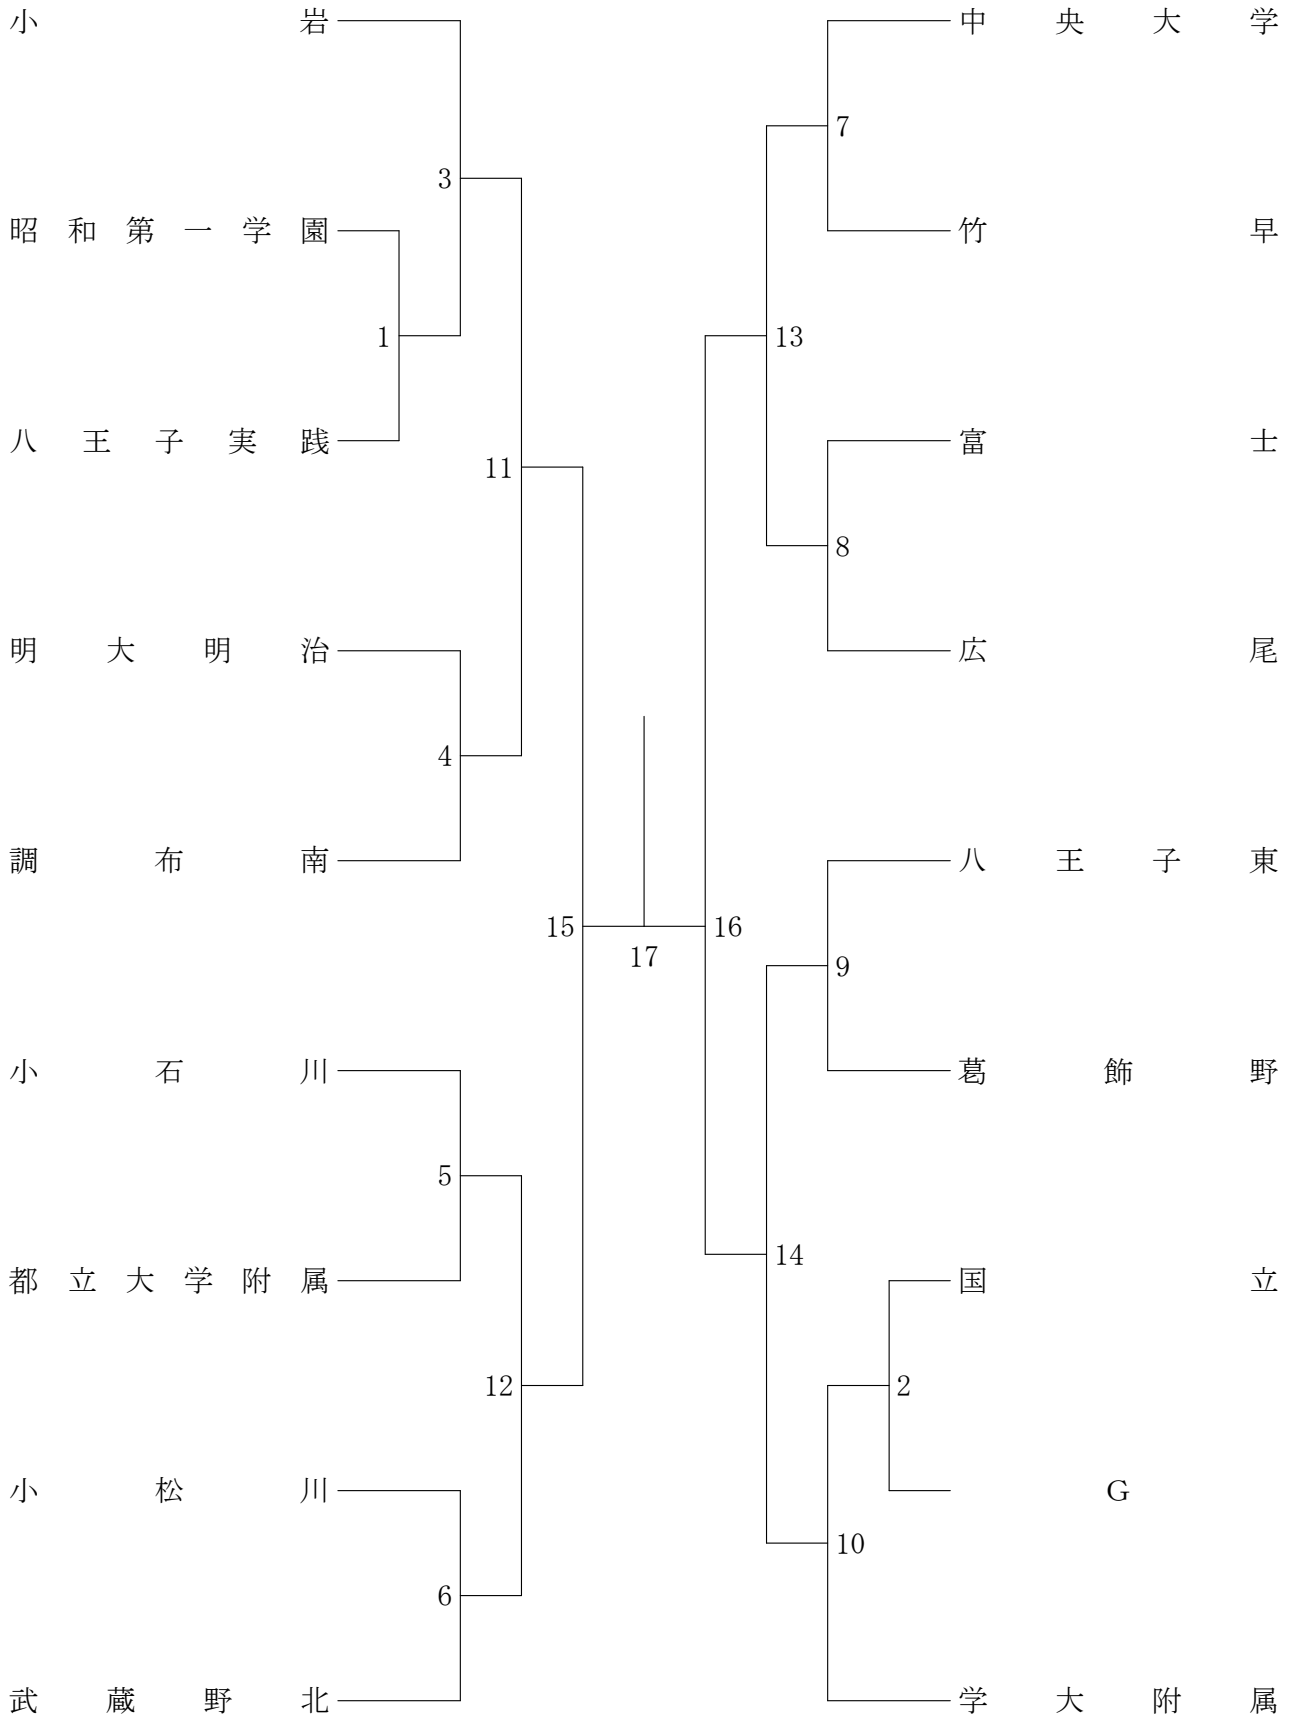 小岩
中央大学
7
3
昭和第一学園
竹早
1
13
八王子実践
富士
11
8
明大明治
広尾
4
調布南
八王子東
15
16
17
9
小石川
葛飾野
5
14
都立大学附属
国立
12
2
小松川
G
10
6
武蔵野北
学大附属